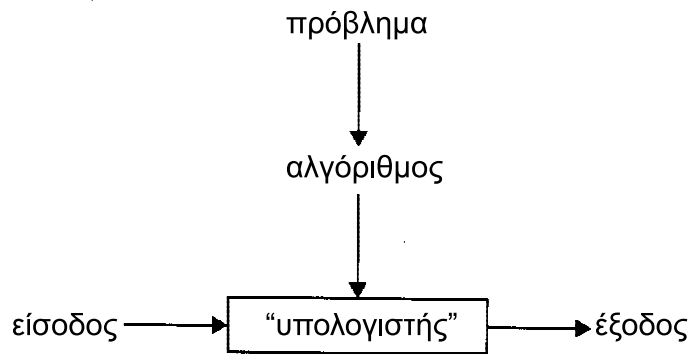 πρόβλημα
αλγόριθμος
είσοδος “υπολογιστής” έξοδος